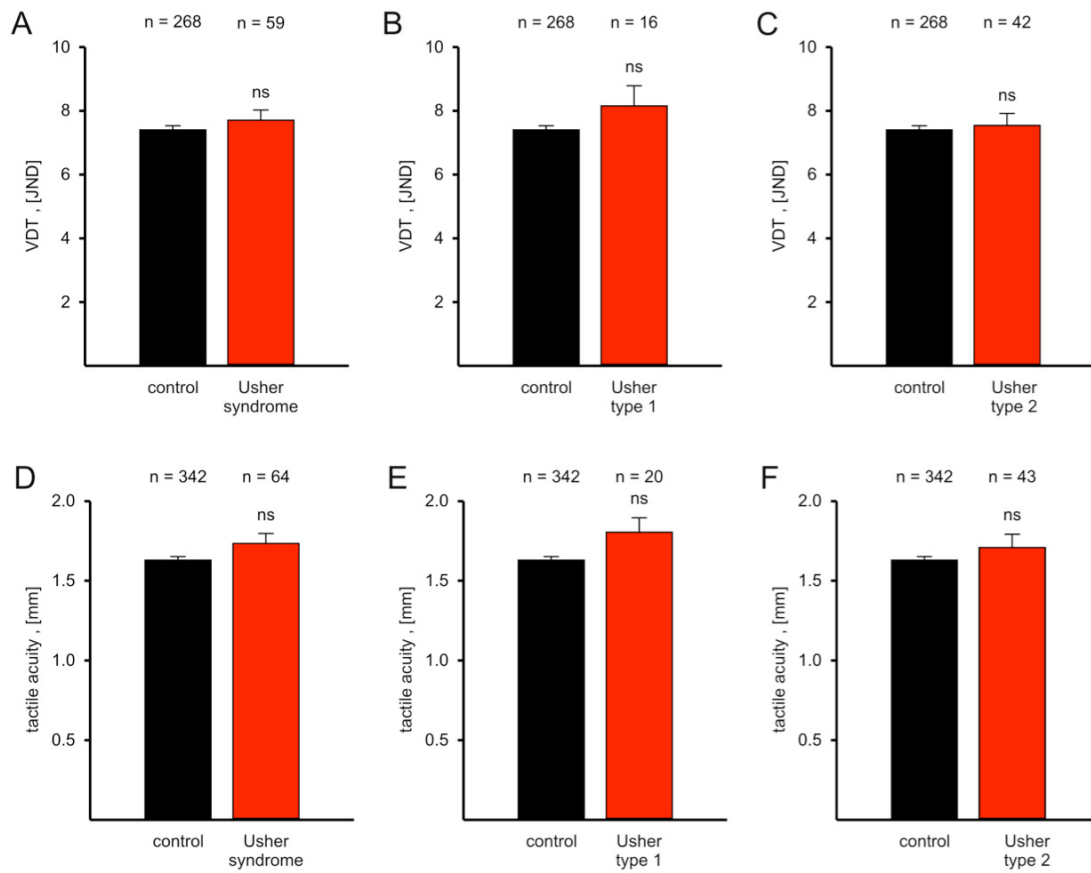 A
n = 268 n = 59
10
8
6
4
2
VDT , [JND]
ns
control
Usher
syndrome
B
n = 268 n = 16
10
8
6
4
2
VDT , [JND]
ns
control
Usher
type 1
C
n = 268 n = 42
10
8
6
4
2
VDT , [JND]
ns
control
Usher
type 2
D
n = 342 n = 64
2.0
1.5
1.0
0.5
tactile acuity , [mm]
ns
control
Usher
syndrome
E
n = 342 n = 20
2.0
1.5
1.0
0.5
tactile acuity , [mm]
ns
control
Usher
type 1
F
n = 342 n = 43
2.0
1.5
1.0
0.5
tactile acuity , [mm]
ns
control
Usher
type 2